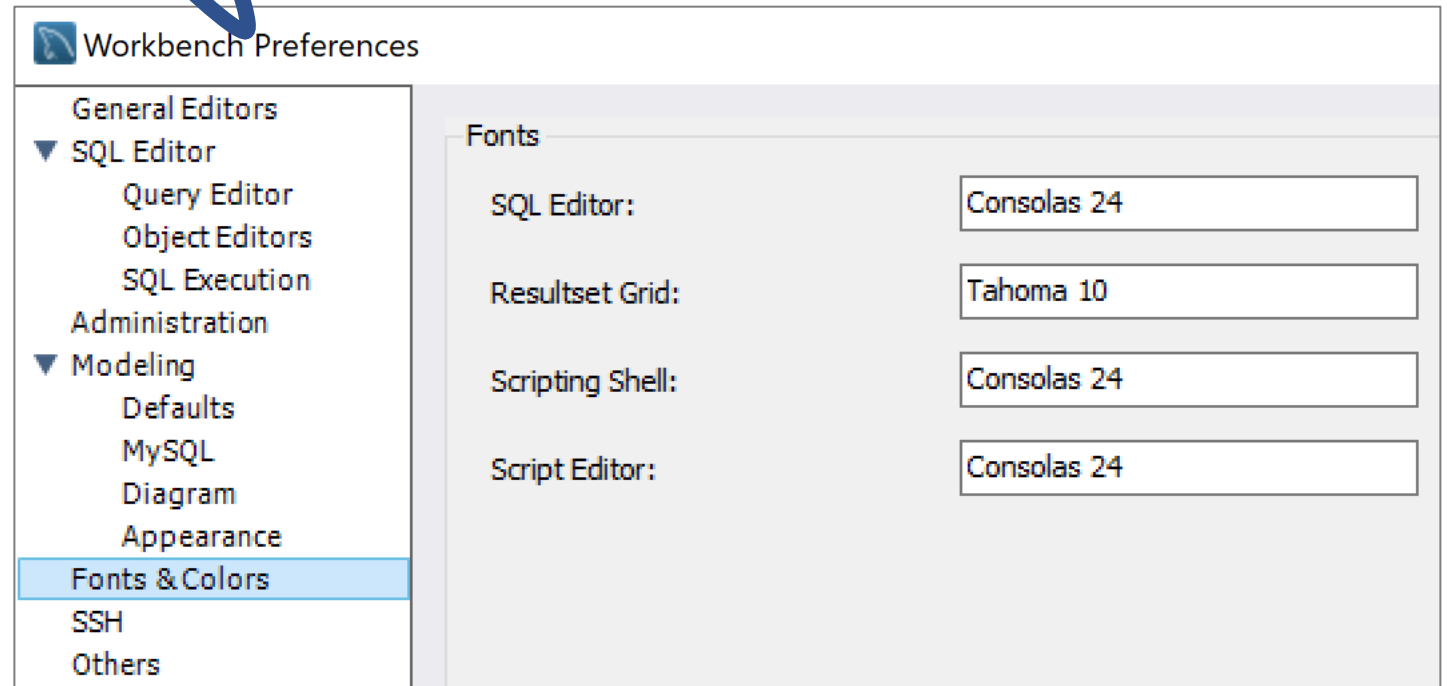 Workbench Preferences
General Editors
SQL Editor
Query Editor
Object Editors
SQL Execution
Administration
Modeling
Defaults
MySQL
Diagram
Appearance
Fonts & Colors
SSH
Others
Fonts
SQL Editor: Consolas 24
Resultset Grid: Tahoma 10
Scripting Shell: Consolas 24
Script Editor: Consolas 24